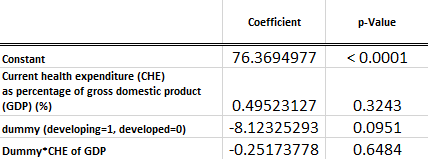 Coefficient p-Value
Constant 76.3694977 < 0.0001
Current health expenditure (CHE)
as percentage of gross domestic product
(GDP) (%) 0.49523127 0.3243
dummy (developing=1, developed=0) -8.12325293 0.0951
Dummy*CHE of GDP -0.25173778 0.6484